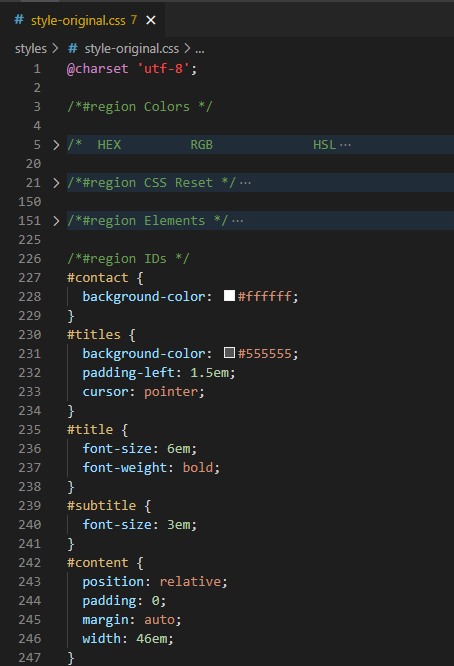 # style-original.css 7 ×
styles > # style-original.css > ...
1 @charset 'utf-8';
2
3 /*#region Colors */
4
5 > /*  HEX         RGB             HSL···
20
21 > /*#region CSS Reset */···
150
151 > /*#region Elements */···
225
226 /*#region IDs */
227 #contact {
228   background-color: #ffffff;
229 }
230 #titles {
231   background-color: #555555;
232   padding-left: 1.5em;
233   cursor: pointer;
234 }
235 #title {
236   font-size: 6em;
237   font-weight: bold;
238 }
239 #subtitle {
240   font-size: 3em;
241 }
242 #content {
243   position: relative;
244   padding: 0;
245   margin: auto;
246   width: 46em;
247 }